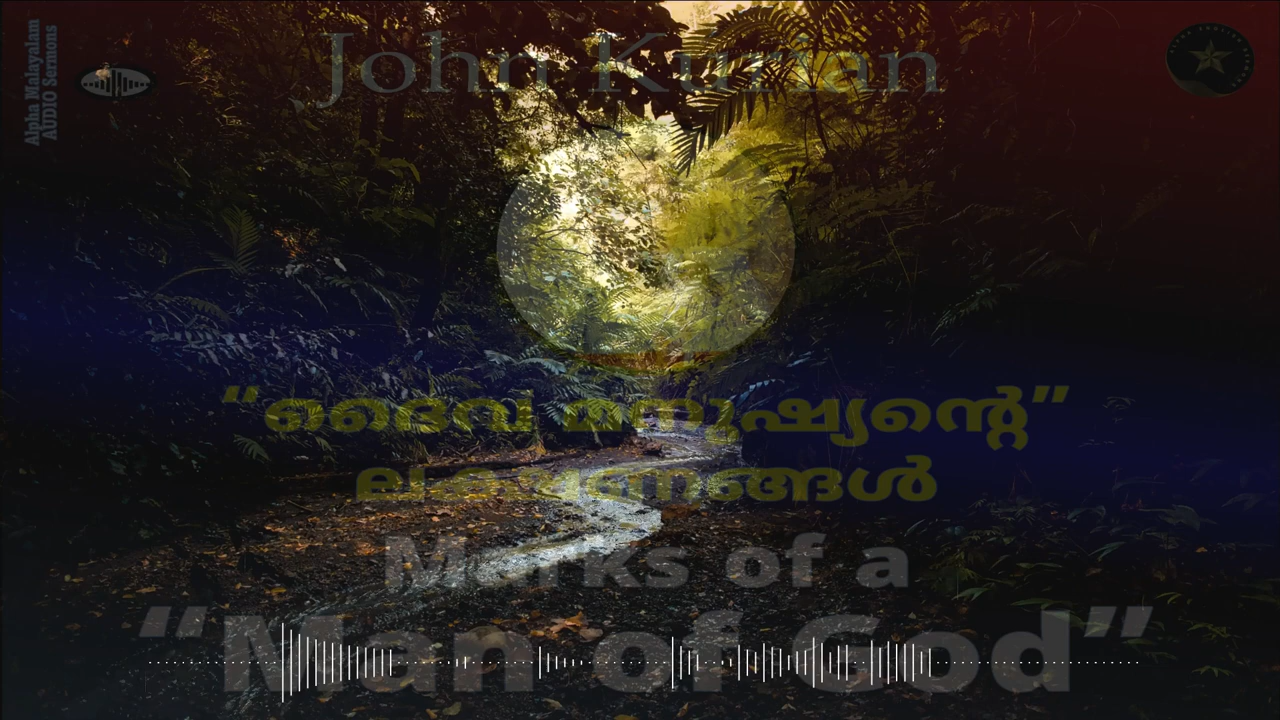 Alpha Malayalam
AUDIO Sermons
John Kurian
“ദൈവ മനുഷ്യന്റെ”
ലക്ഷണങ്ങൾ
Marks of a
“Man of God”